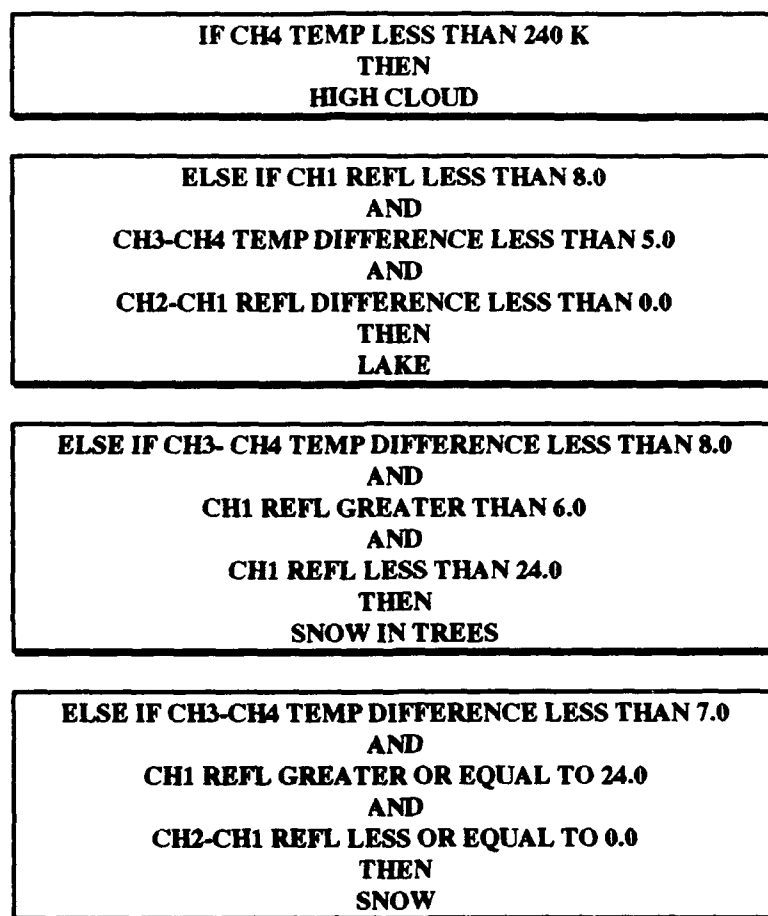 IF CH4 TEMP LESS THAN 240 K
THEN
HIGH CLOUD
ELSE IF CH1 REFL LESS THAN 8.0
AND
CH3-CH4 TEMP DIFFERENCE LESS THAN 5.0
AND
CH2-CH1 REFL DIFFERENCE LESS THAN 0.0
THEN
LAKE
ELSE IF CH3- CH4 TEMP DIFFERENCE LESS THAN 8.0
AND
CH1 REFL GREATER THAN 6.0
AND
CH1 REFL LESS THAN 24.0
THEN
SNOW IN TREES
ELSE IF CH3-CH4 TEMP DIFFERENCE LESS THAN 7.0
AND
CH1 REFL GREATER OR EQUAL TO 24.0
AND
CH2-CH1 REFL LESS OR EQUAL TO 0.0
THEN
SNOW